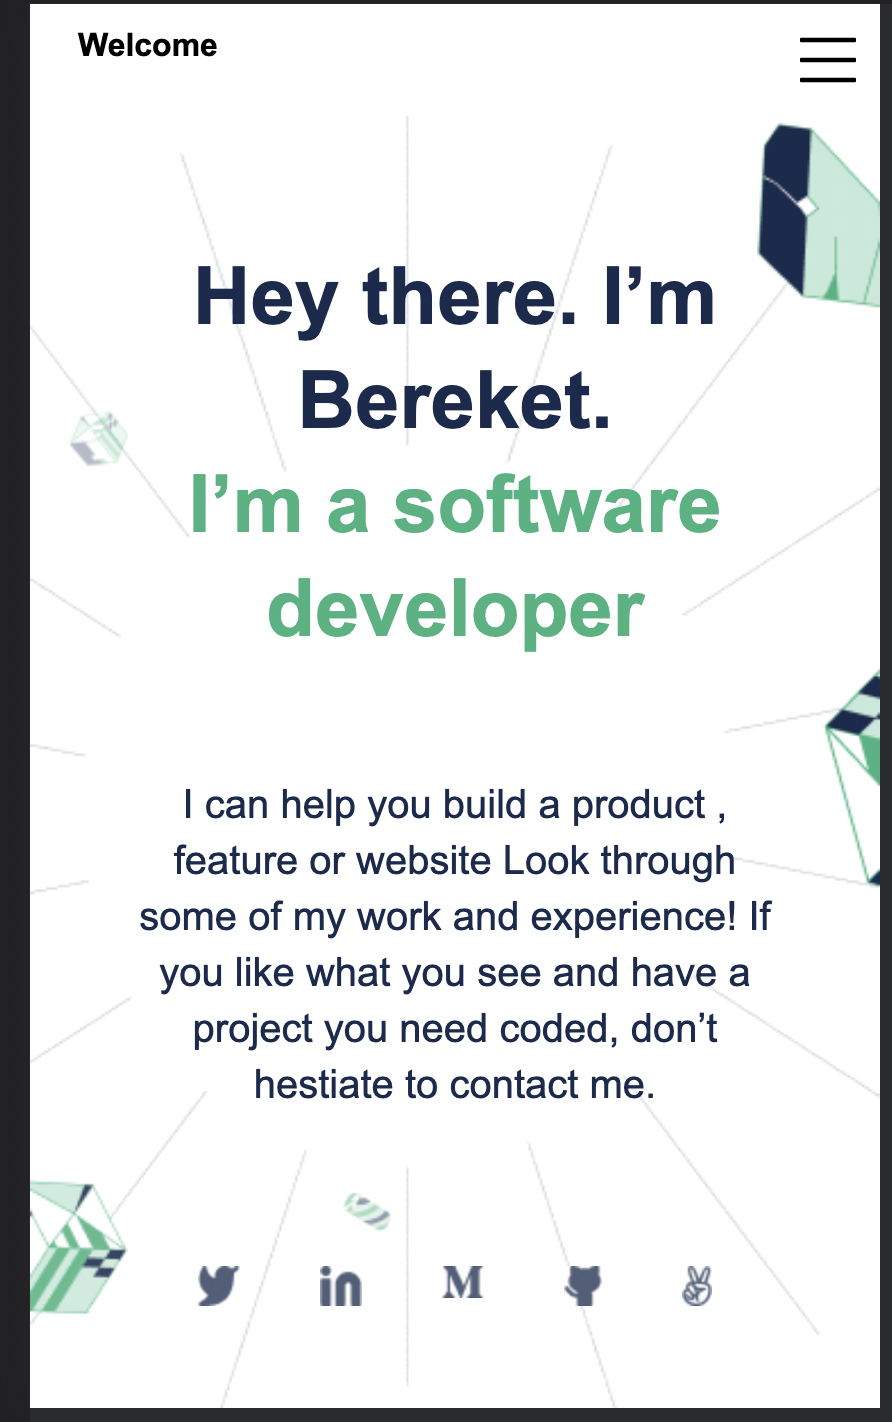 Welcome
Hey there. I’m
Bereket.
I’m a software
developer
I can help you build a product ,
feature or website Look through
some of my work and experience! If
you like what you see and have a
project you need coded, don’t
hestiate to contact me.